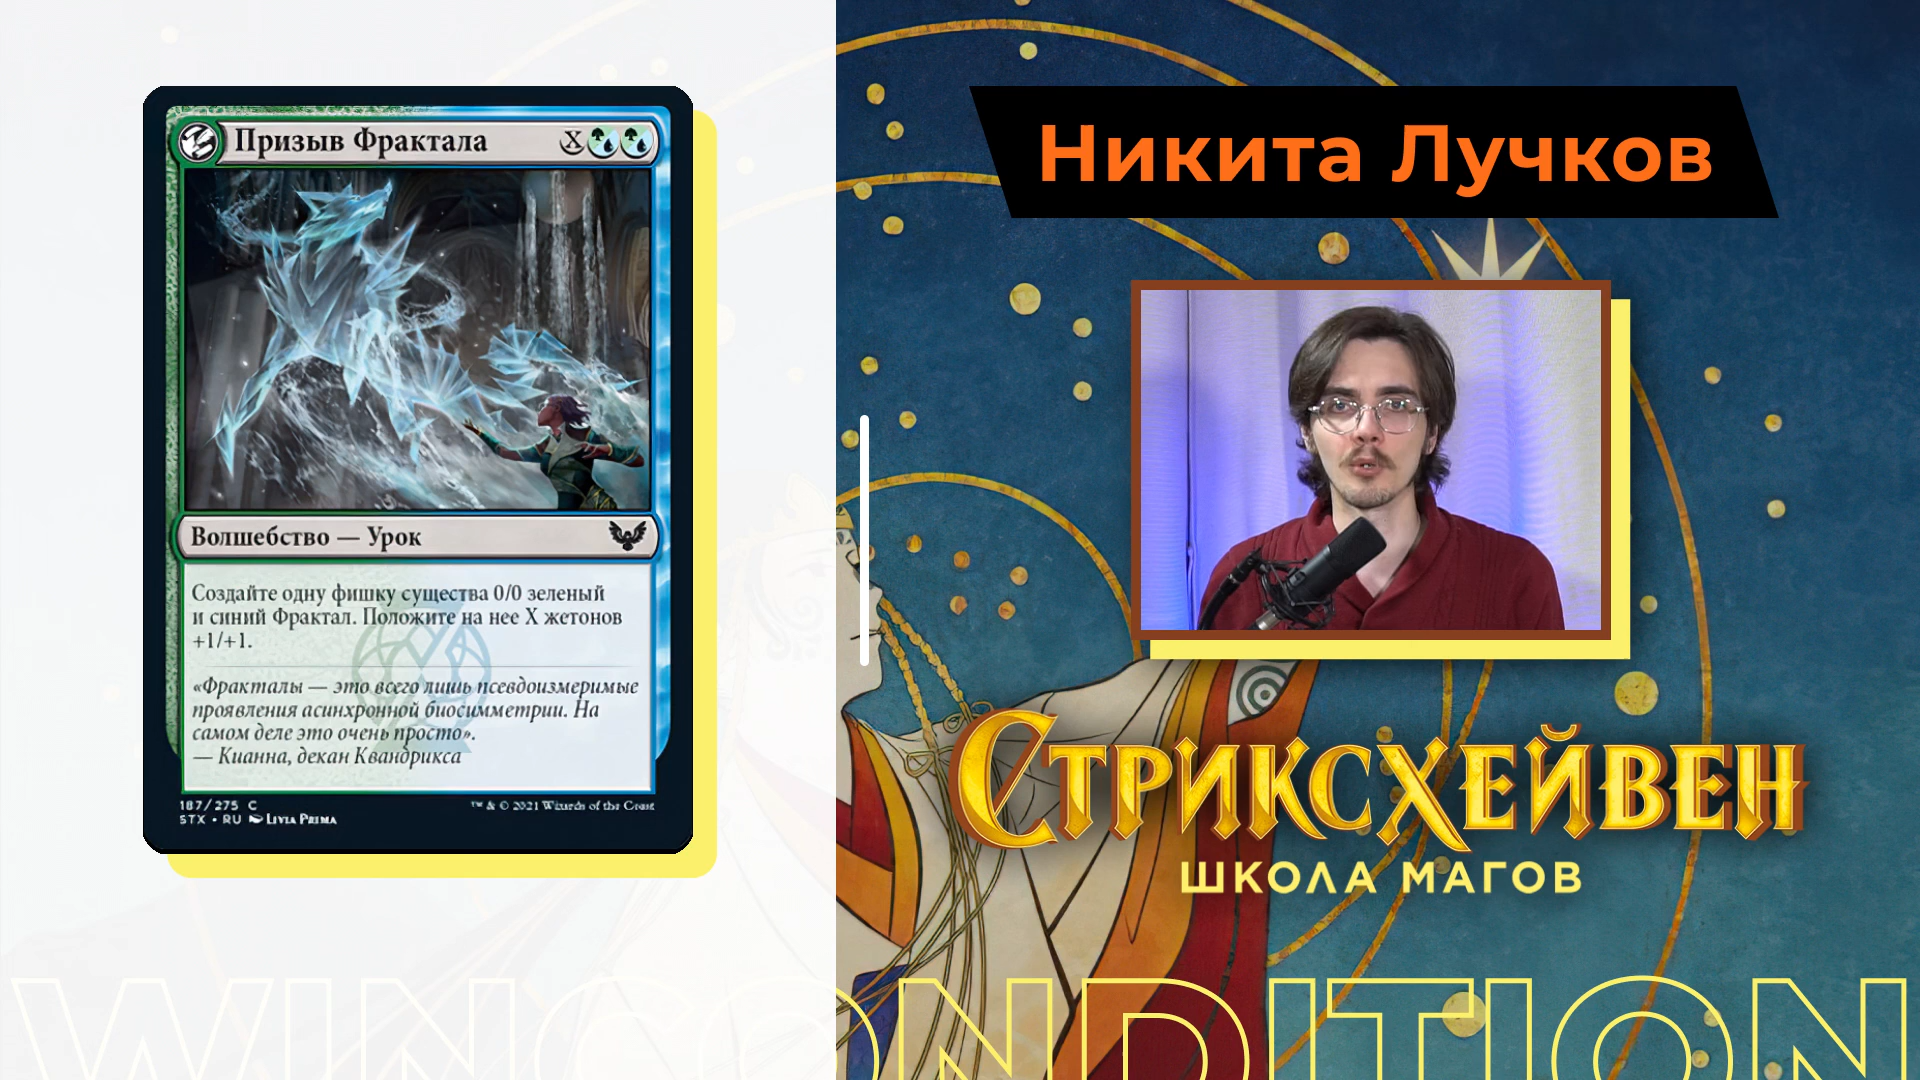 Призыв Фрактала
X
Волшебство — Урок
Создайте одну фишку существа 0/0 зеленый
и синий Фрактал. Положите на нее X жетонов
+1/+1.
«Фракталы — это всего лишь псевдоизмеримые
проявления асинхронной биосимметрии. На
самом деле это очень просто».
— Кианна, декан Квандрикса
187/275 C
STX • RU LIVIA PRIMA
™ & © 2021 Wizards of the Coast
Никита Лучков
СТРИКСХЕЙВЕН
ШКОЛА МАГОВ
WINCONDITION